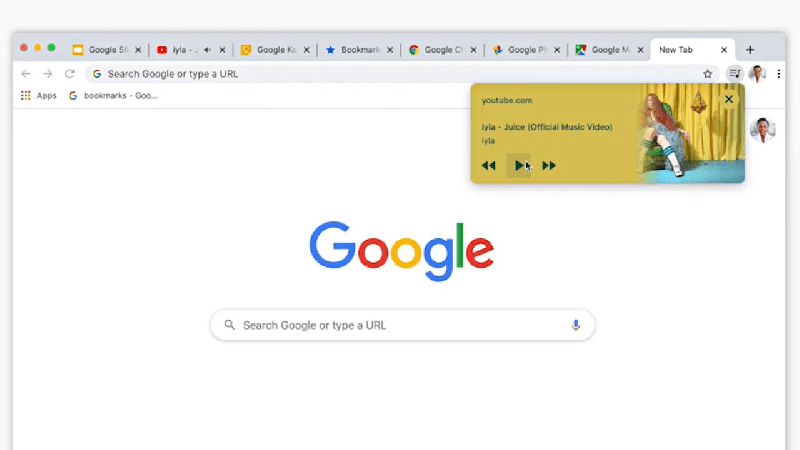 Google Sli
iyla - J
Google Ke
Bookmark
Google Ch
Google Ph
Google M
New Tab
Search Google or type a URL
Apps
bookmarks - Goo...
youtube.com
iyla - Juice (Official Music Video)
iyla
Google
Search Google or type a URL